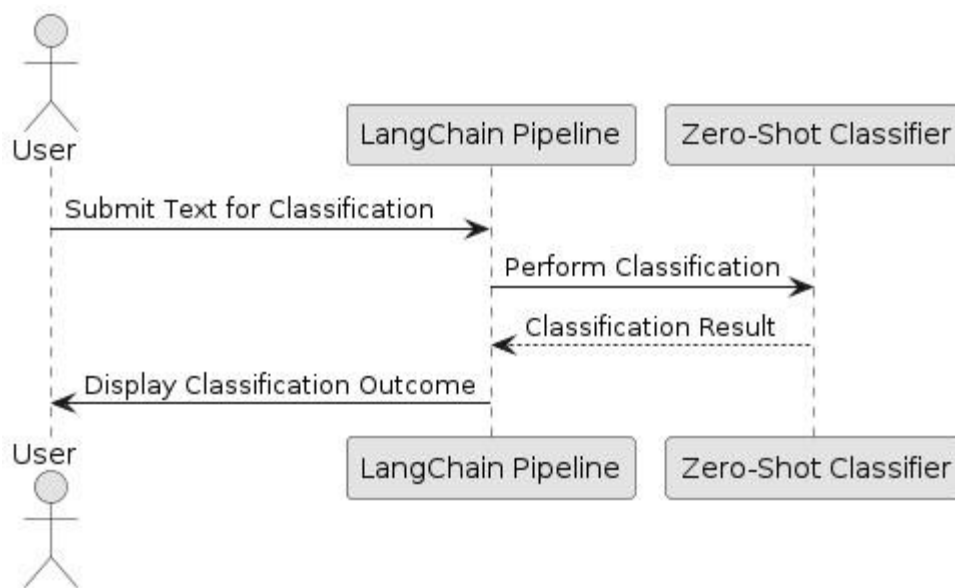 User
LangChain Pipeline
Zero-Shot Classifier
Submit Text for Classification
Perform Classification
Classification Result
Display Classification Outcome
User
LangChain Pipeline
Zero-Shot Classifier